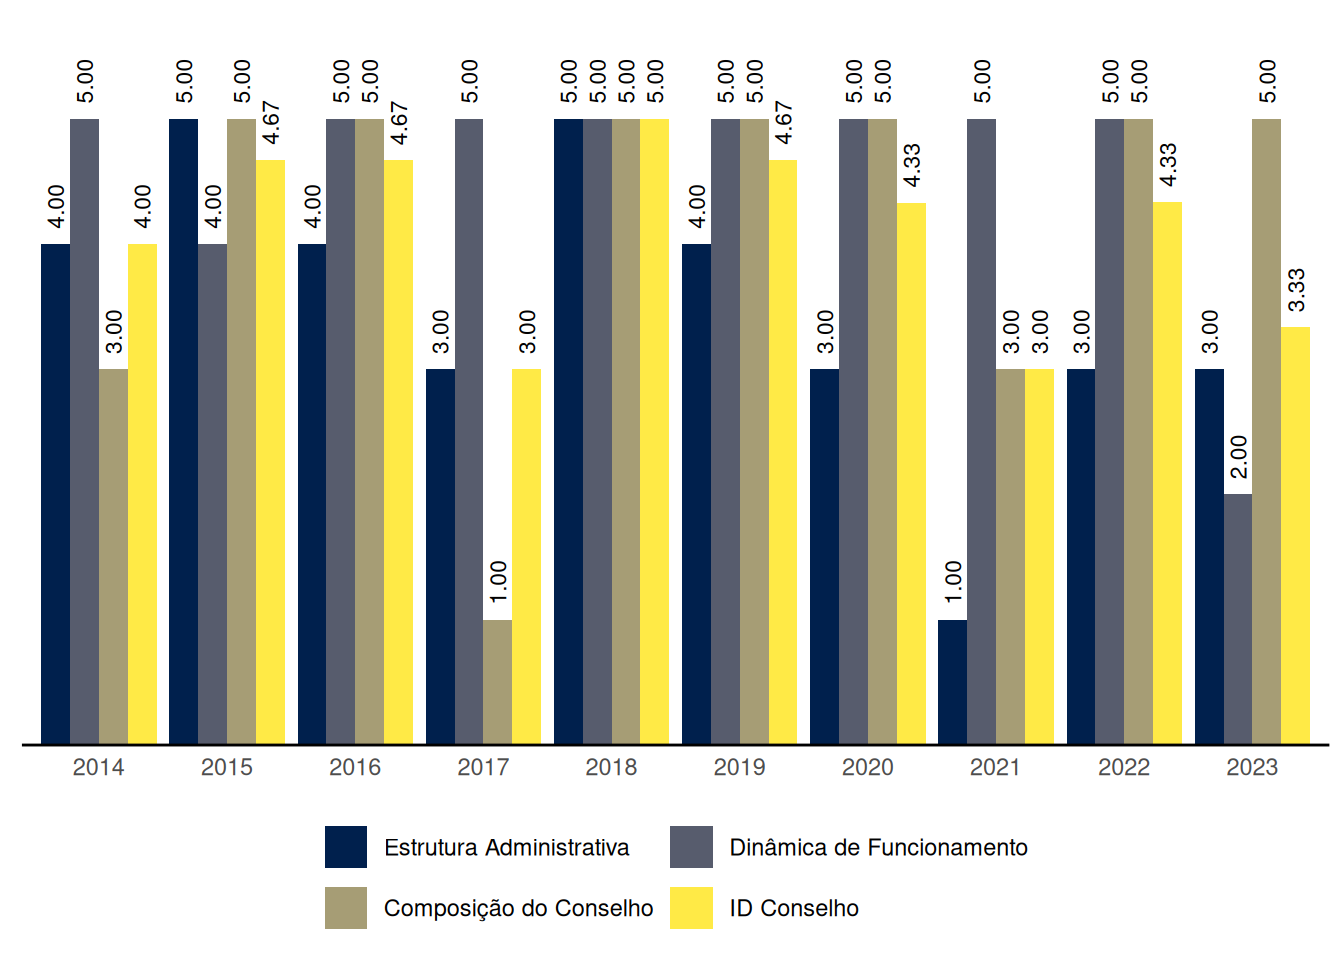 4.00 5.00 3.00 4.00 5.00 4.00 5.00 4.67 4.00 5.00 5.00 4.67 3.00 5.00 1.00 3.00 5.00 5.00 5.00 5.00 4.00 5.00 5.00 4.67 3.00 5.00 5.00 4.33 1.00 5.00 3.00 3.00 3.00 5.00 5.00 4.33 3.00 2.00 5.00 3.33
2014 2015 2016 2017 2018 2019 2020 2021 2022 2023
Estrutura Administrativa Dinâmica de Funcionamento
Composição do Conselho ID Conselho